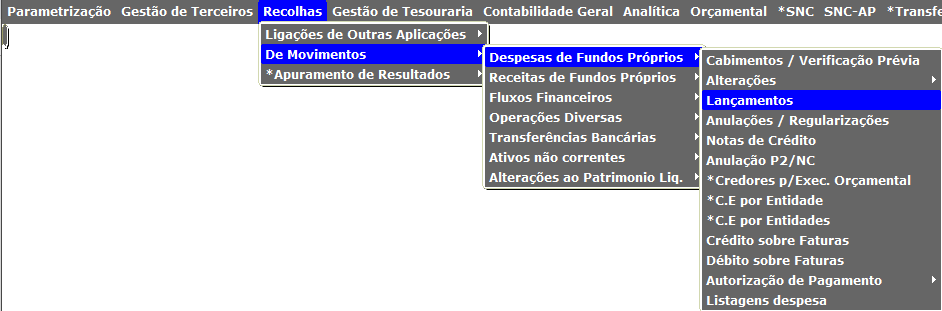 Parametrização Gestão de Terceiros Recolhas Gestão de Tesouraria Contabilidade Geral Analítica Orçamental *SNC SNC-AP *Transfe
Ligações de Outras Aplicações
De Movimentos
*Apuramento de Resultados
Despesas de Fundos Próprios
Receitas de Fundos Próprios
Fluxos Financeiros
Operações Diversas
Transferências Bancárias
Ativos não correntes
Alterações ao Patrimonio Liq.
Cabimentos / Verificação Prévia
Alterações
Lançamentos
Anulações / Regularizações
Notas de Crédito
Anulação P2/NC
*Credores p/Exec. Orçamental
*C.E por Entidade
*C.E por Entidades
Crédito sobre Faturas
Débito sobre Faturas
Autorização de Pagamento
Listagens despesa